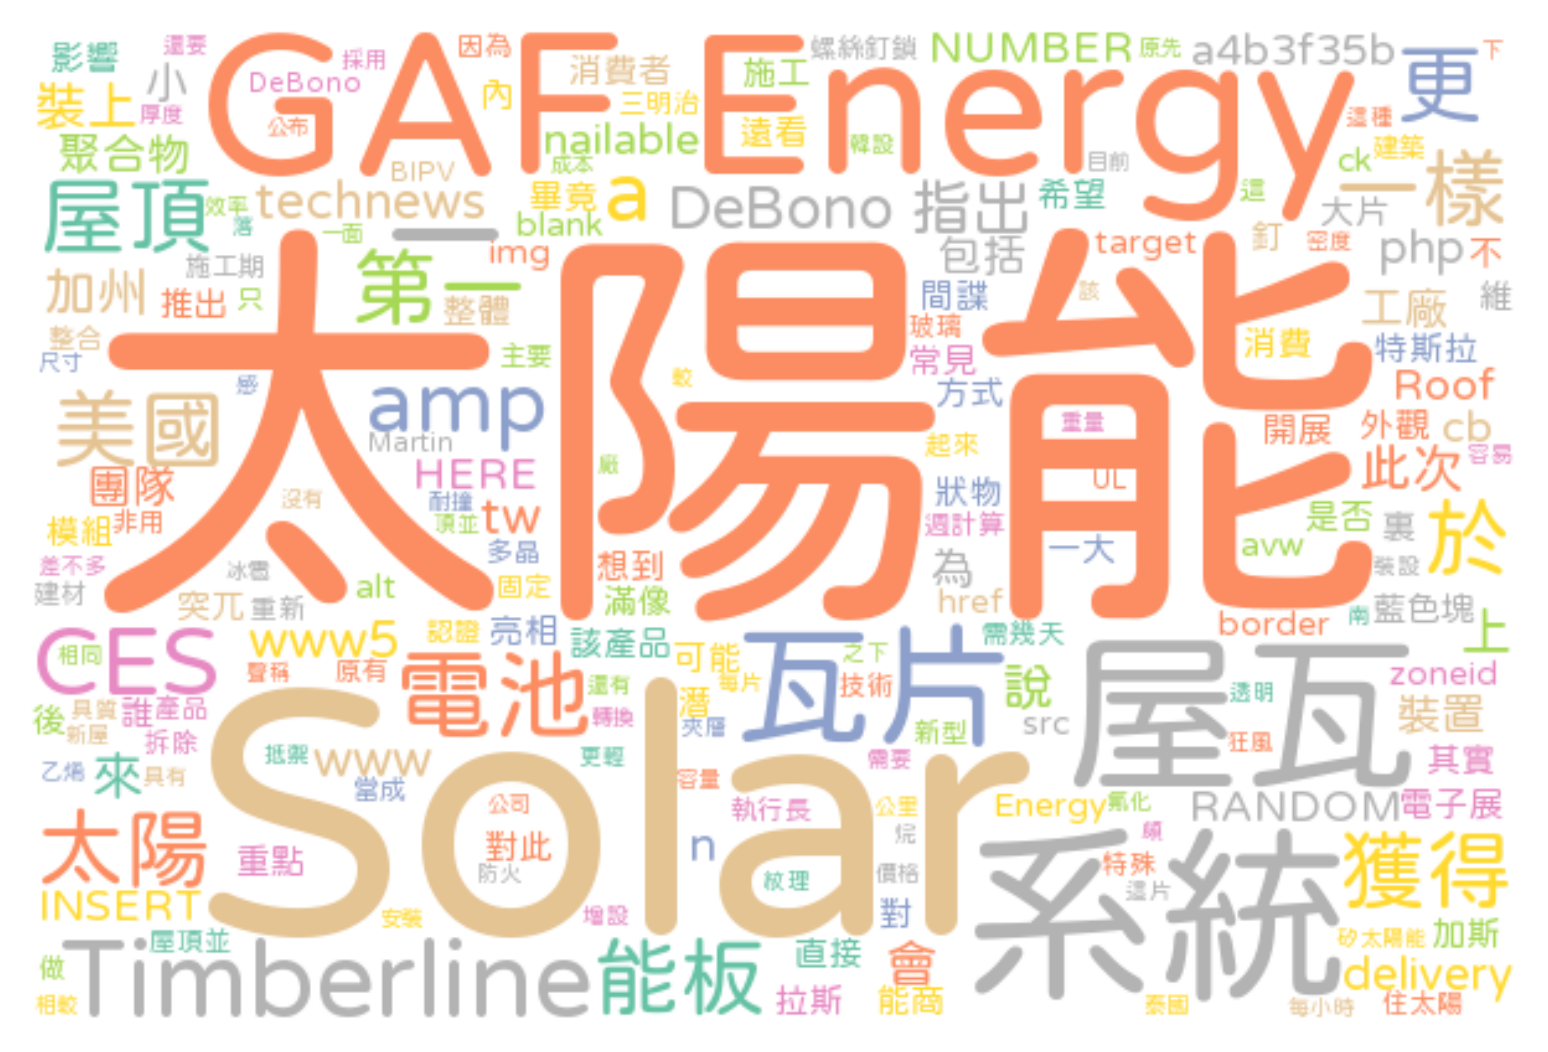 影響
還要
GAF Energy
採用
因為
螺絲釘鎖
NUMBER
原先
a4b3f35b
更
下
小
DeBono
消費者
施工
裝上
厚度
公布
內
三明治
遠看
這種
聚合物
nailable
韓設
目前
ck
建築
一樣
BIPV
成本
屋頂
效率
technews
畢竟
a
DeBono
指出
希望
這
大片
落
一面
一
blank
img
包括
target
釘
密度
php
不
加州
施工期
推出
只
第一
整體
太陽能
間諜
該
工廠
維
整合
尺寸
主要
玻璃
常見
消費
特斯拉
感
較
方式
Roof
美國
amp
Martin
重量
開展
外觀
cb
起來
團隊
HERE
廠
狀物
UL
此次
容易
沒有
耐撞
模組
非用
頂並
tw
週計算
是否
裏
於
差不多
冰雹
多晶
想到
一大
avw
裝設
建材
突兀
重新
alt
固定
滿像
為
href
border
南
藍色塊
上
CES
相同
www5
認證
亮相
該產品
可能
瓦片
之下
需幾天
屋瓦
聲稱
原有
電池
還有
每片
技術
說
透明
zoneid
後
具質
誰
產品
轉換
潛
夾層
新型
src
裝置
新屋
拆除
狂風
乙烯
來
具有
Solar
抵禦
www
更輕
需要
其實
當成
容量
太陽
公司
執行長
公里
Energy
氟化
RANDOM
電子展
重點
對此
n
烷
頻
系統
獲得
防火
紋理
價格
特殊
這片
INSERT
安裝
增設
對
屋頂並
矽太陽能
加斯
做
Timberline
能板
直接
會
delivery
相較
拉斯
能商
泰國
每小時
住太陽